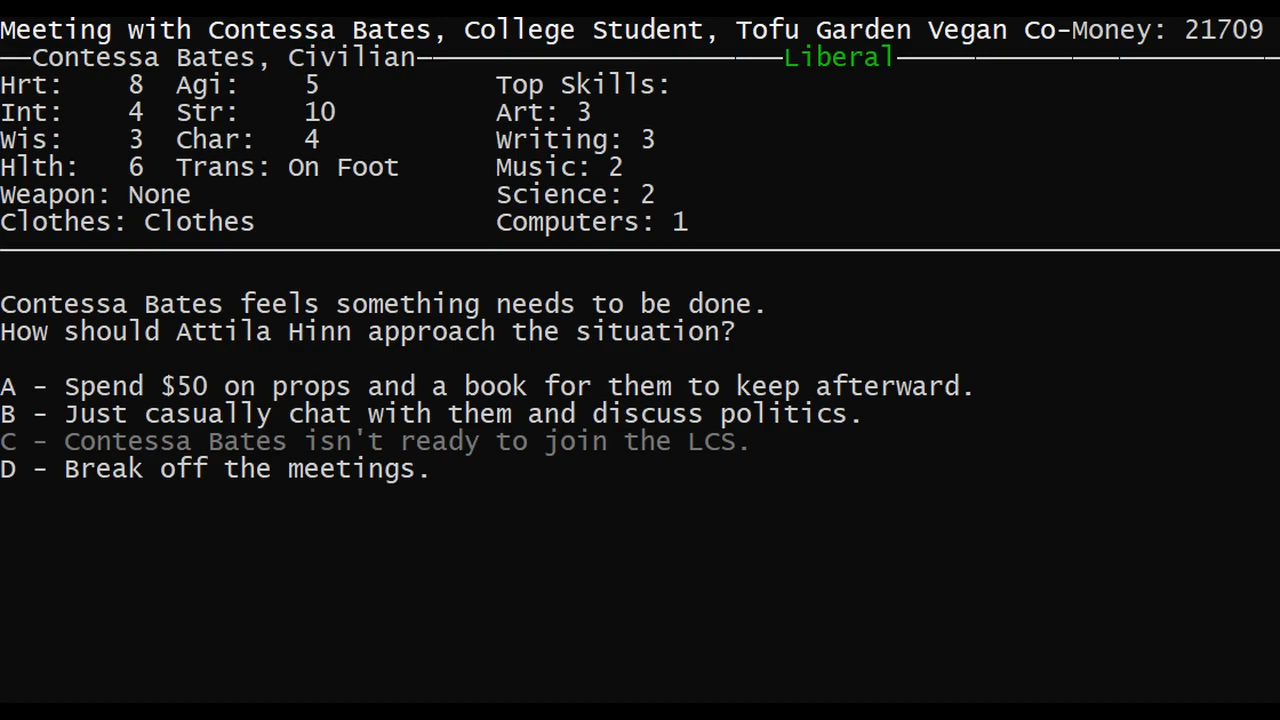 Meeting with Contessa Bates, College Student, Tofu Garden Vegan Co-Money: 21709
Contessa Bates, Civilian Liberal
Hrt: 8 Agi: 5 Top Skills:
Int: 4 Str: 10 Art: 3
Wis: 3 Char: 4 Writing: 3
Hlth: 6 Trans: On Foot Music: 2
Weapon: None Science: 2
Clothes: Clothes Computers: 1
Contessa Bates feels something needs to be done.
How should Attila Hinn approach the situation?
A - Spend $50 on props and a book for them to keep afterward.
B - Just casually chat with them and discuss politics.
C - Contessa Bates isn't ready to join the LCS.
D - Break off the meetings.